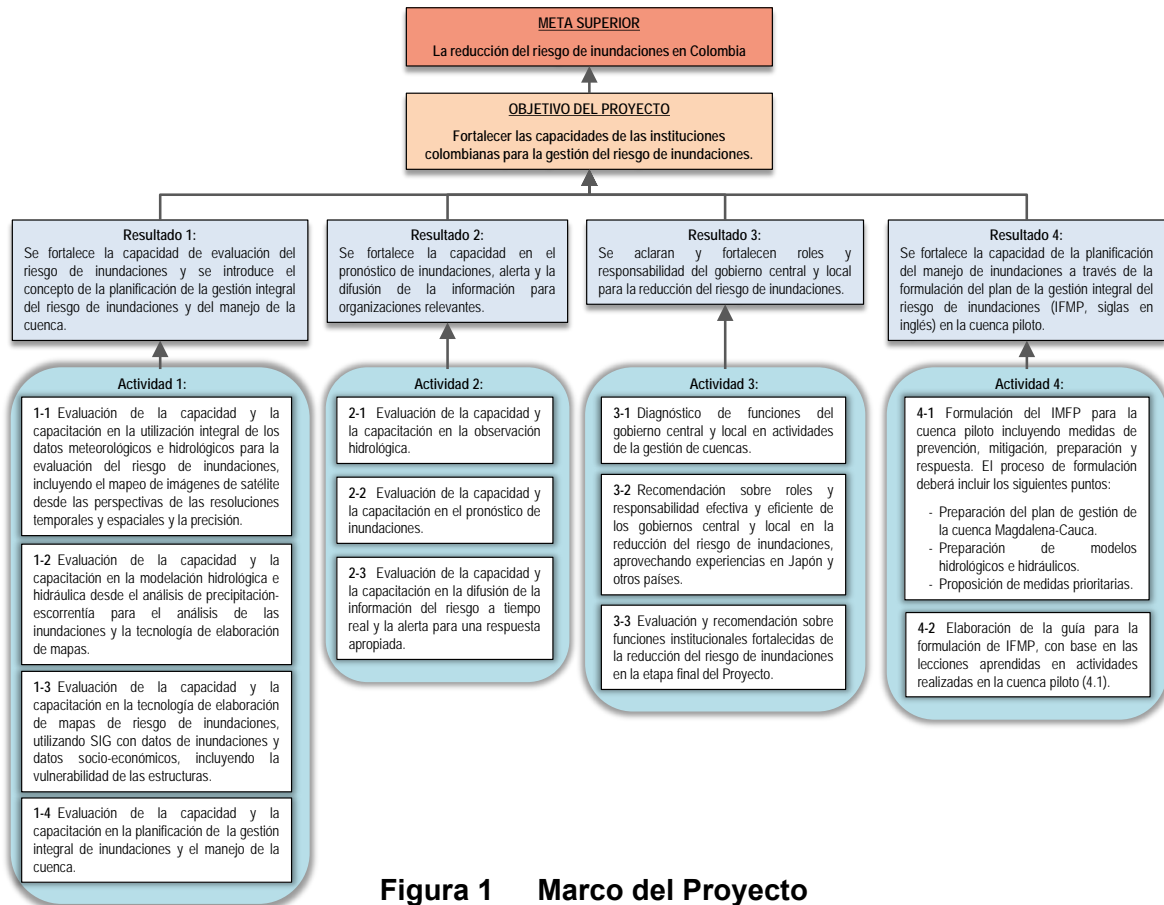 META SUPERIOR
La reducción del riesgo de inundaciones en Colombia
OBJETIVO DEL PROYECTO
Fortalecer las capacidades de las instituciones
colombianas para la gestión del riesgo de inundaciones.
Resultado 1:
Se fortalece la capacidad de evaluación del
riesgo de inundaciones y se introduce el
concepto de la planificación de la gestión integral
del riesgo de inundaciones y del manejo de la
cuenca.
Resultado 2:
Se fortalece la capacidad en el
pronóstico de inundaciones, alerta y la
difusión de la información para
organizaciones relevantes.
Resultado 3:
Se aclaran y fortalecen roles y
responsabilidad del gobierno central y local
para la reducción del riesgo de inundaciones.
Resultado 4:
Se fortalece la capacidad de la planificación
del manejo de inundaciones a través de la
formulación del plan de la gestión integral del
riesgo de inundaciones (IFMP, siglas en
inglés) en la cuenca piloto.
Actividad 1:
1-1 Evaluación de la capacidad y la
capacitación en la utilización integral de los
datos meteorológicos e hidrológicos para la
evaluación del riesgo de inundaciones,
incluyendo el mapeo de imágenes de satélite
desde las perspectivas de las resoluciones
temporales y espaciales y la precisión.
1-2 Evaluación de la capacidad y la
capacitación en la modelación hidrológica e
hidráulica desde el análisis de precipitación-
escorrentía para el análisis de las
inundaciones y la tecnología de elaboración
de mapas.
1-3 Evaluación de la capacidad y la
capacitación en la tecnología de elaboración
de mapas de riesgo de inundaciones,
utilizando SIG con datos de inundaciones y
datos socio-económicos, incluyendo la
vulnerabilidad de las estructuras.
1-4 Evaluación de la capacidad y la
capacitación en la planificación de la gestión
integral de inundaciones y el manejo de la
cuenca.
Actividad 2:
2-1 Evaluación de la capacidad y
la capacitación en la observación
hidrológica.
2-2 Evaluación de la capacidad y
la capacitación en el pronóstico de
inundaciones.
2-3 Evaluación de la capacidad y
la capacitación en la difusión de la
información del riesgo a tiempo
real y la alerta para una respuesta
apropiada.
Actividad 3:
3-1 Diagnóstico de funciones del
gobierno central y local en actividades
de la gestión de cuencas.
3-2 Recomendación sobre roles y
responsabilidad efectiva y eficiente de
los gobiernos central y local en la
reducción del riesgo de inundaciones,
aprovechando experiencias en Japón y
otros países.
3-3 Evaluación y recomendación sobre
funciones institucionales fortalecidas de
la reducción del riesgo de inundaciones
en la etapa final del Proyecto.
Actividad 4:
4-1 Formulación del IMFP para la
cuenca piloto incluyendo medidas de
prevención, mitigación, preparación y
respuesta. El proceso de formulación
deberá incluir los siguientes puntos:
- Preparación del plan de gestión de
la cuenca Magdalena-Cauca.
- Preparación de modelos
hidrológicos e hidráulicos.
- Proposición de medidas prioritarias.
4-2 Elaboración de la guía para la
formulación de IFMP, con base en las
lecciones aprendidas en actividades
realizadas en la cuenca piloto (4.1).
Figura 1 Marco del Proyecto